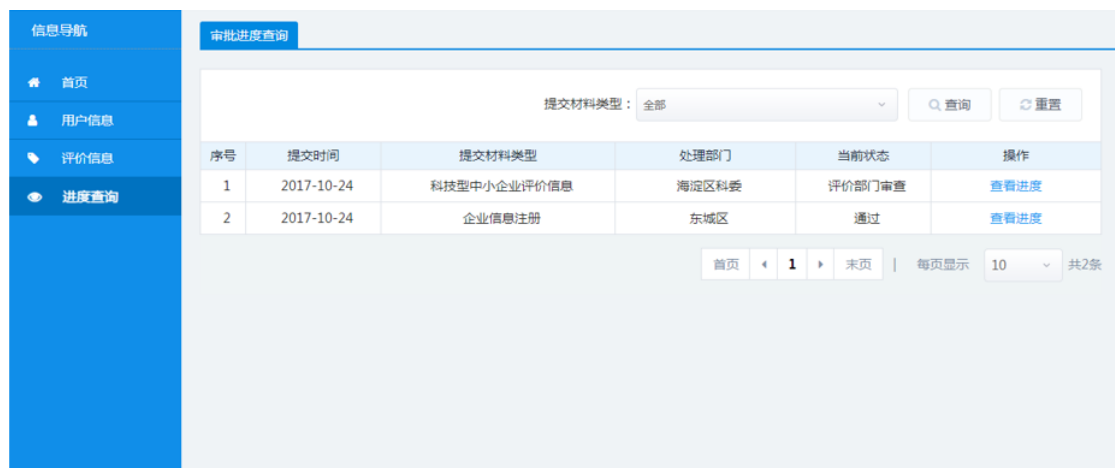 信息导航
首页
用户信息
评价信息
进度查询
审批进度查询
提交材料类型： 全部 查询 重置
序号 提交时间 提交材料类型 处理部门 当前状态 操作
1 2017-10-24 科技型中小企业评价信息 海淀区科委 评价部门审查 查看进度
2 2017-10-24 企业信息注册 东城区 通过 查看进度
首页 1 末页 | 每页显示 10 共2条